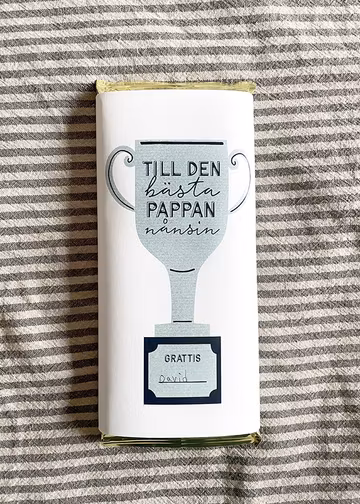 TILL DEN
bästa
PAPPAN
nånsin
GRATTIS
David